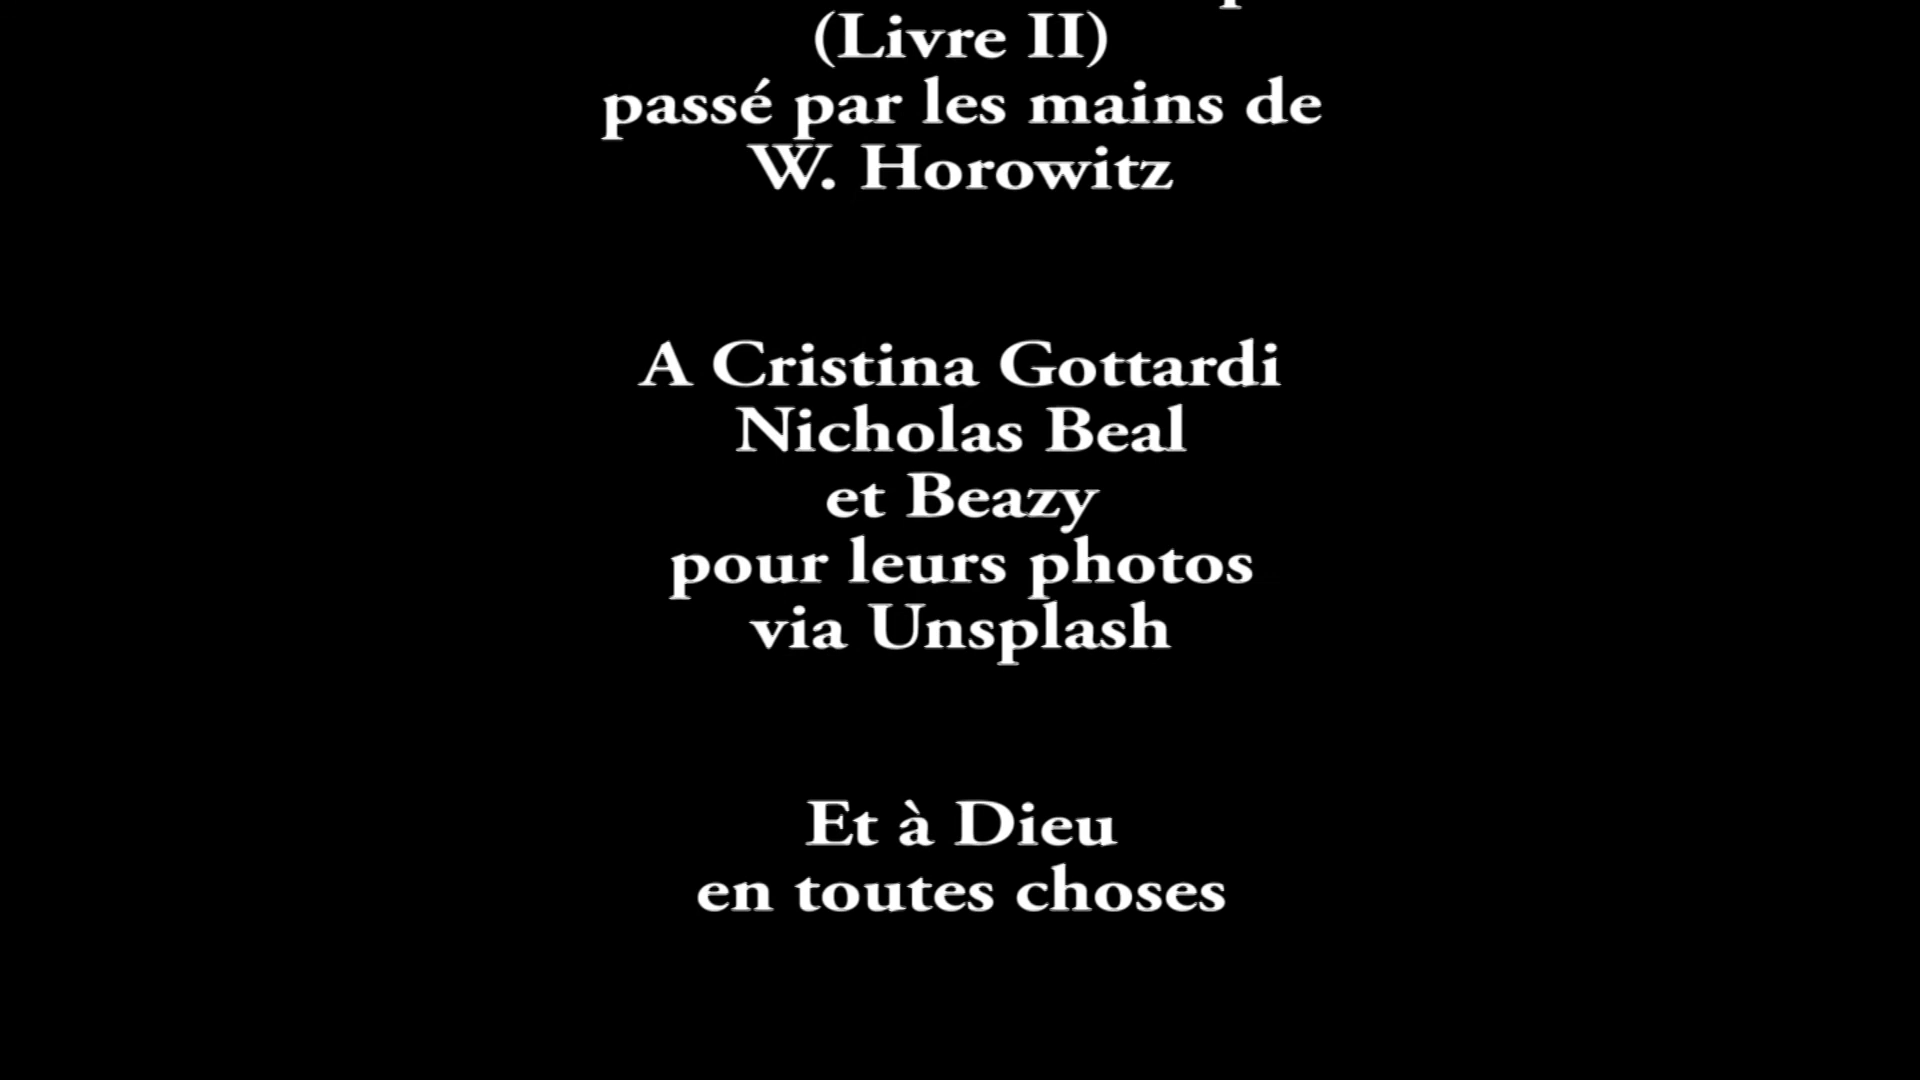 (Livre II)
passé par les mains de
W. Horowitz
A Cristina Gottardi
Nicholas Beal
et Beazy
pour leurs photos
via Unsplash
Et à Dieu
en toutes choses